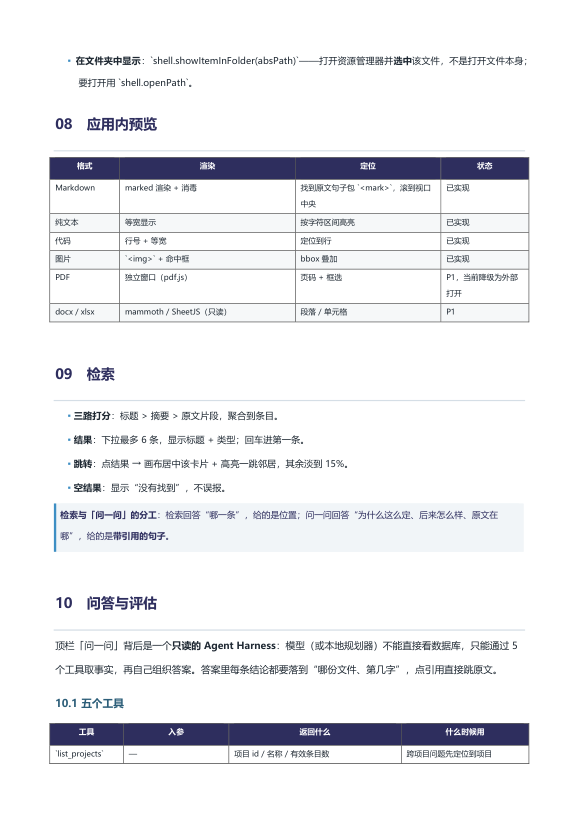 • 在文件夹中显示：`shell.showItemInFolder(absPath)`——打开资源管理器并选中该文件，不是打开文件本身；
要打开用 `shell.openPath`。
08 应用内预览
格式 渲染 定位 状态
Markdown marked 渲染 + 消毒 找到原文句子包 `<mark>`，滚到视口中央 已实现
纯文本 等宽显示 按字符区间高亮 已实现
代码 行号 + 等宽 定位到行 已实现
图片 `<img>` + 命中框 bbox 叠加 已实现
PDF 独立窗口（pdf.js） 页码 + 框选 P1，当前降级为外部打开
docx / xlsx mammoth / SheetJS（只读） 段落 / 单元格 P1
09 检索
• 三路打分：标题 > 摘要 > 原文片段，聚合到条目。
• 结果：下拉最多 6 条，显示标题 + 类型；回车进第一条。
• 跳转：点结果 → 画布居中该卡片 + 高亮一跳邻居，其余淡到 15%。
• 空结果：显示“没有找到”，不误报。
检索与「问一问」的分工：检索回答“哪一条”，给的是位置；问一问回答“为什么这么定、后来怎么样、原文在
哪”，给的是带引用的句子。
10 问答与评估
顶栏「问一问」背后是一个只读的 Agent Harness：模型（或本地规划器）不能直接看数据库，只能通过 5
个工具取事实，再自己组织答案。答案里每条结论都要落到“哪份文件、第几字”，点引用直接跳原文。
10.1 五个工具
工具 入参 返回什么 什么时候用
`list_projects` — 项目 id / 名称 / 有效条目数 跨项目问题先定位到项目